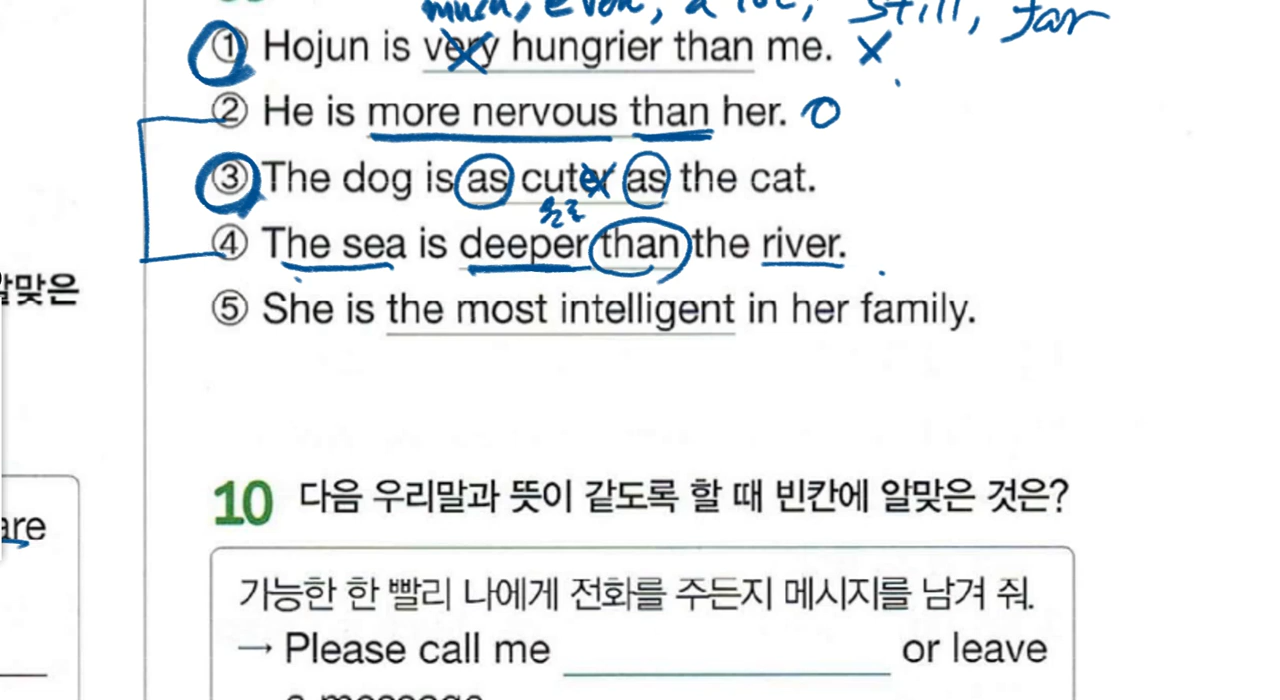 much, even, a lot, still, far
① Hojun is very hungrier than me. X
② He is more nervous than her. O
③ The dog is as cuter as the cat.
원급
④ The sea is deeper than the river.
알맞은
⑤ She is the most intelligent in her family.
10 다음 우리말과 뜻이 같도록 할 때 빈칸에 알맞은 것은?
are
기능한 한 빨리 나에게 전화를 주든지 메시지를 남겨 줘.
→ Please call me ________ or leave
a message